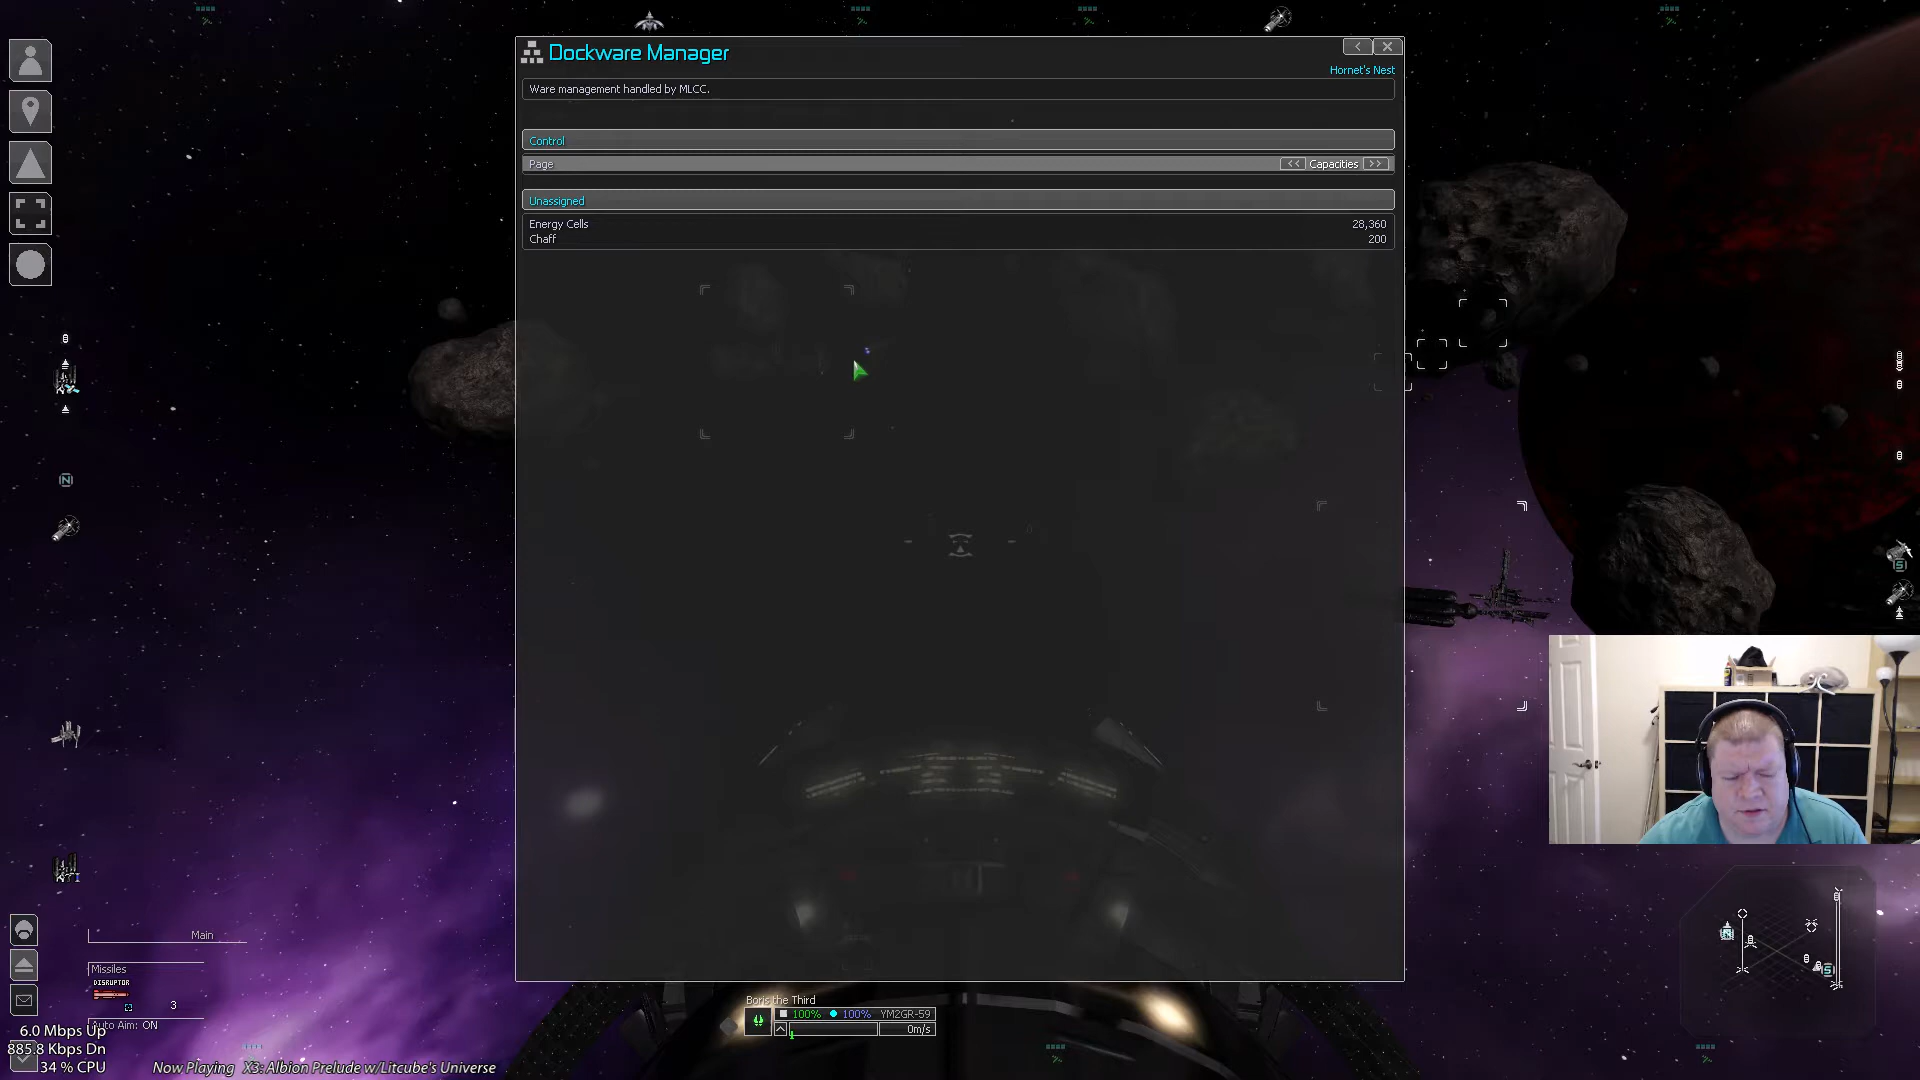 Dockware Manager
Hornet's Nest
Ware management handled by MLCC.
Control
Page << Capacities >>
Unassigned
Energy Cells 28,360
Chaff 200
N
S
Main
Missiles
DISRUPTOR
3
Auto Aim: ON
6.0 Mbps Up
885.8 Kbps Dn
34 % CPU
Now Playing X3: Albion Prelude w/Litcube's Universe
Boris the Third
100% 100% YM2GR-59
0m/s
N
S